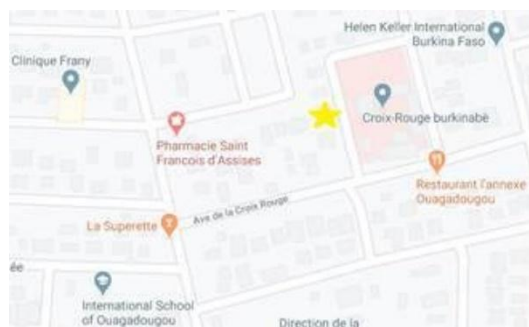 Helen Keller International
Burkina Faso
Clinique Frany
Croix-Rouge burkinabè
Pharmacie Saint
Francois d'Assises
Restaurant l'annexe
Ouagadougou
Ave de la Croix Rouge
La Superette
ée
International School
of Ouagadougou
Direction de la